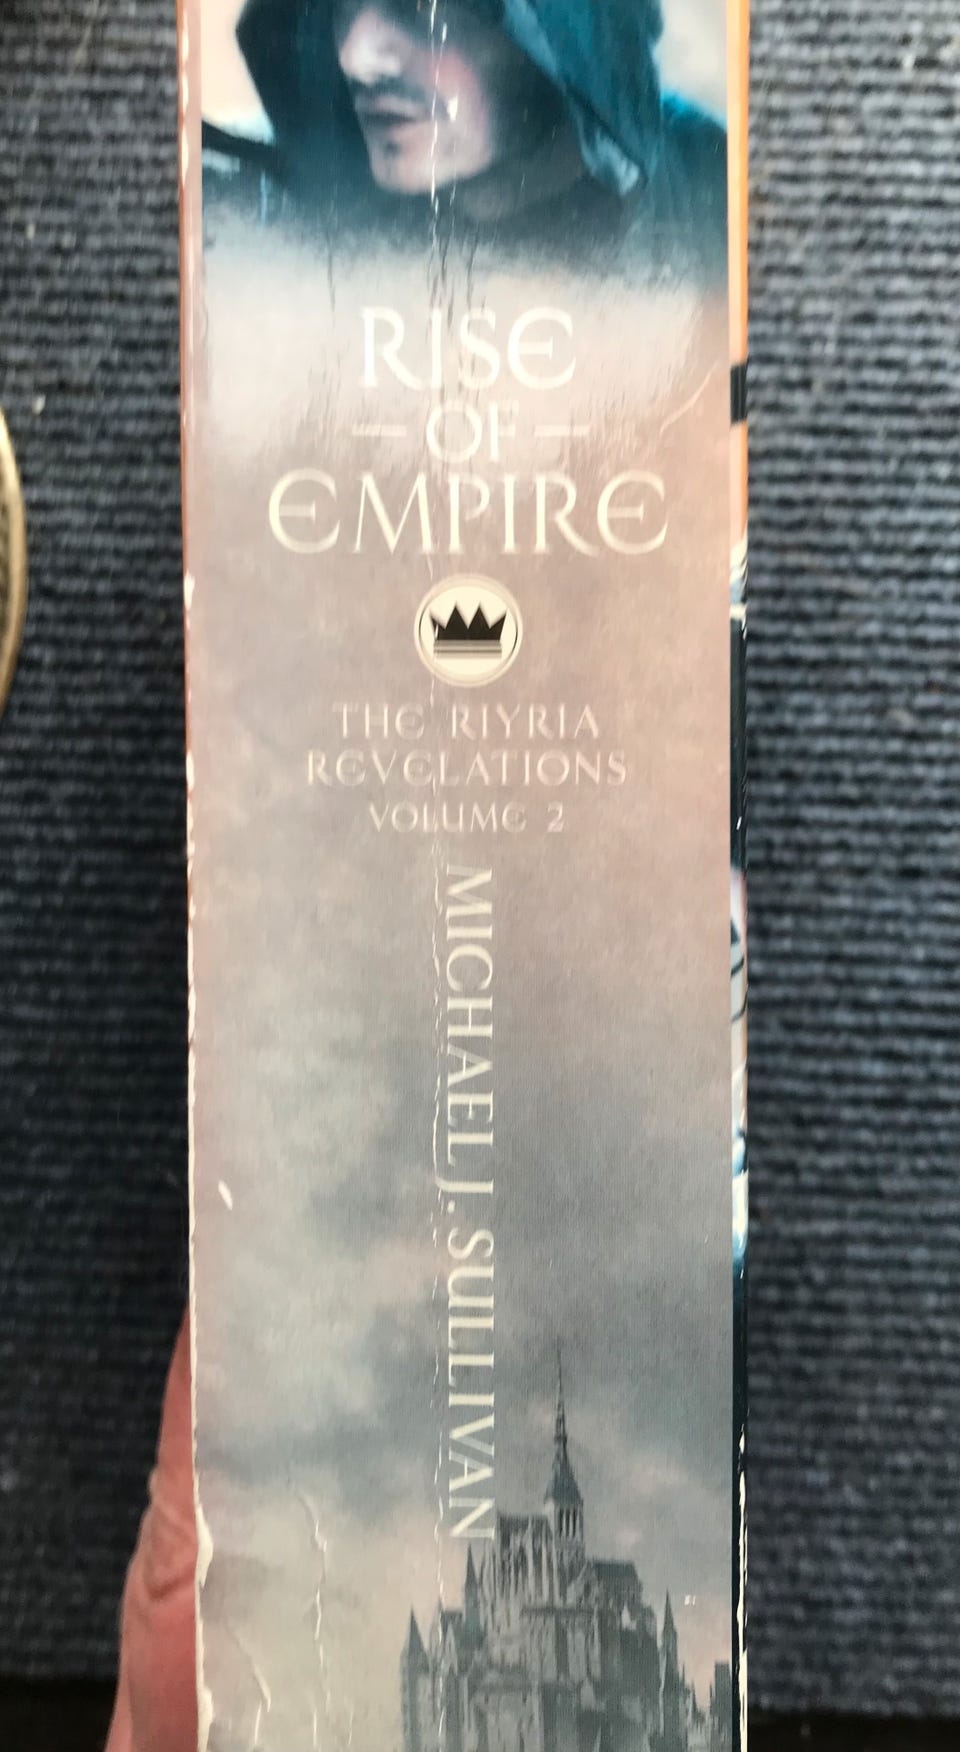 RISE
OF
EMPIRE
THE RIYRIA
REVELATIONS
VOLUME 2
MICHAEL J. SULLIVAN